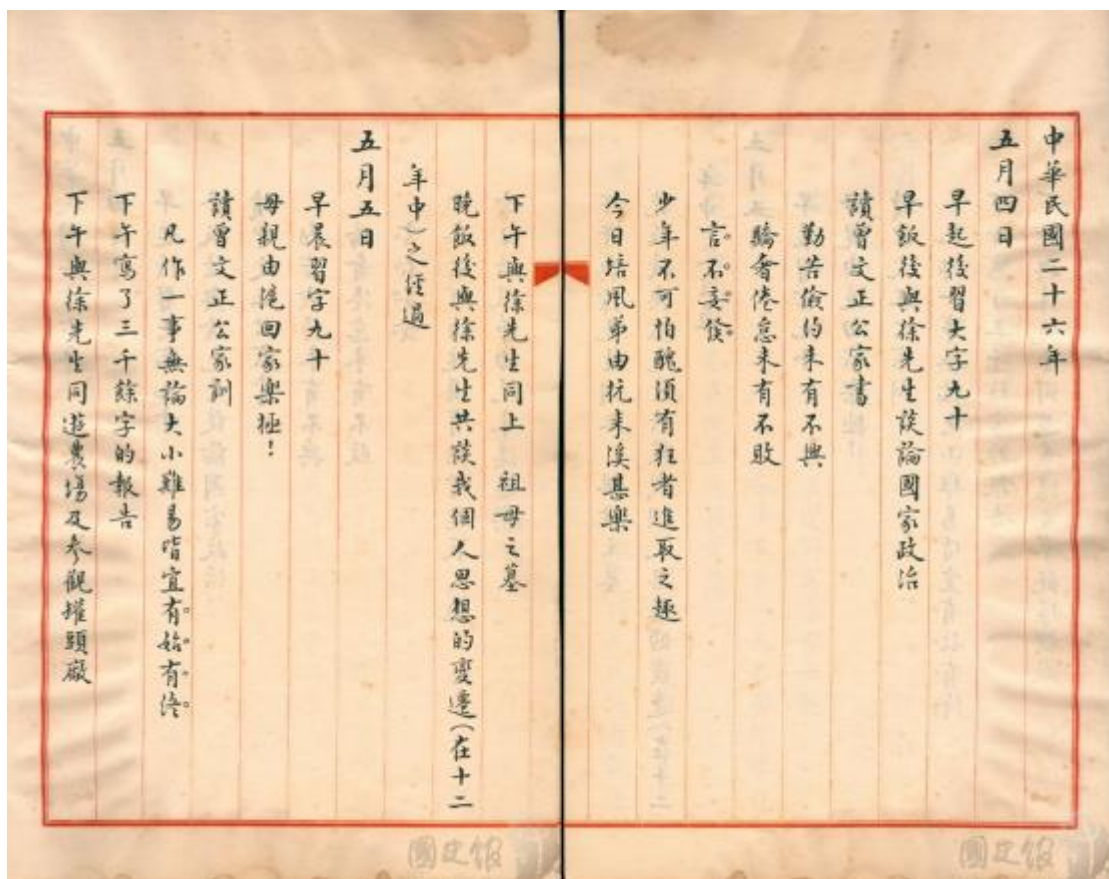 中華民國二十六年
五月四日
早起後習大字九十
早飯後與徐先生談論國家政治
讀曾文正公家書
勤苦儉約未有不興
驕奢倦怠未有不敗
言不妄發
少年不可怕醜須有狂者進取之趣
今日培風弟由杭來溪甚樂
下午與徐先生同上 祖母之墓
晚飯後與徐先生共談我個人思想的變遷(在十二
年中)之經過
五月五日
早晨習字九十
母親由滬回家樂極!
讀曾文正公家訓
凡作一事無論大小難易皆宜有始有終
下午寫了三千餘字的報告
下午與徐先生同遊農場及參觀罐頭廠
國史館
國史館